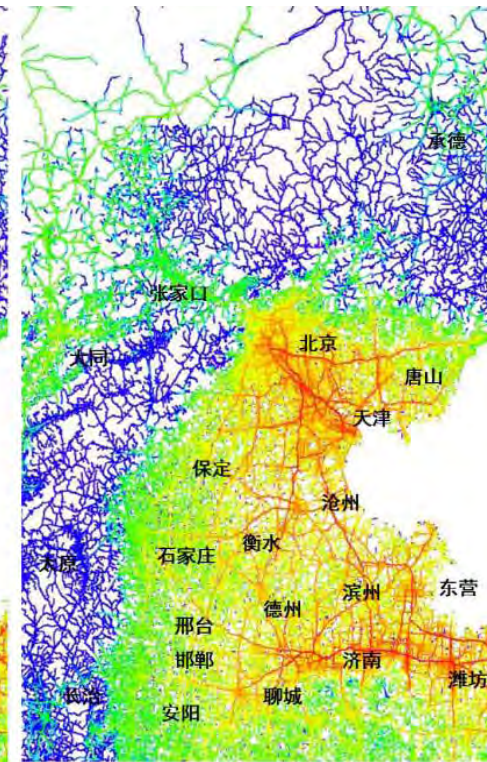 承德
张家口
北京
大同
唐山
天津
保定
沧州
衡水
石家庄
太原
滨州
东营
德州
邢台
济南
邯郸
潍坊
长治
聊城
安阳